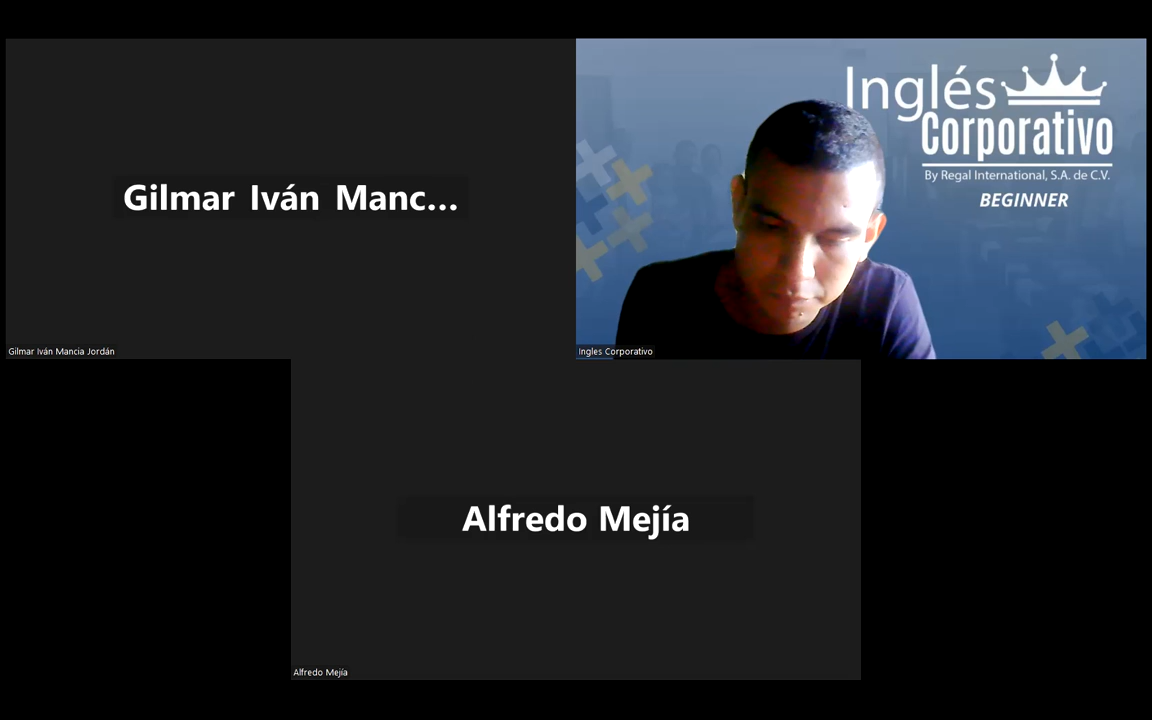 Gilmar Iván Manc...
Gilmar Iván Mancia Jordán
Inglés
Corporativo
By Regal International, S.A. de C.V.
BEGINNER
Ingles Corporativo
Alfredo Mejía
Alfredo Mejía